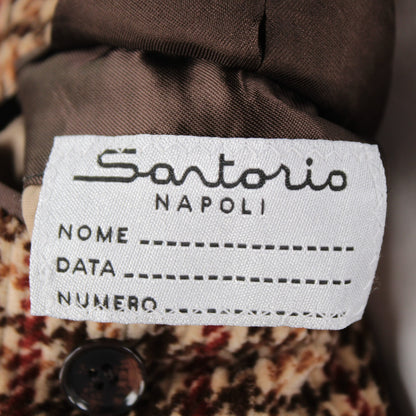 Sartorio
NAPOLI
NOME
DATA
NUMERO